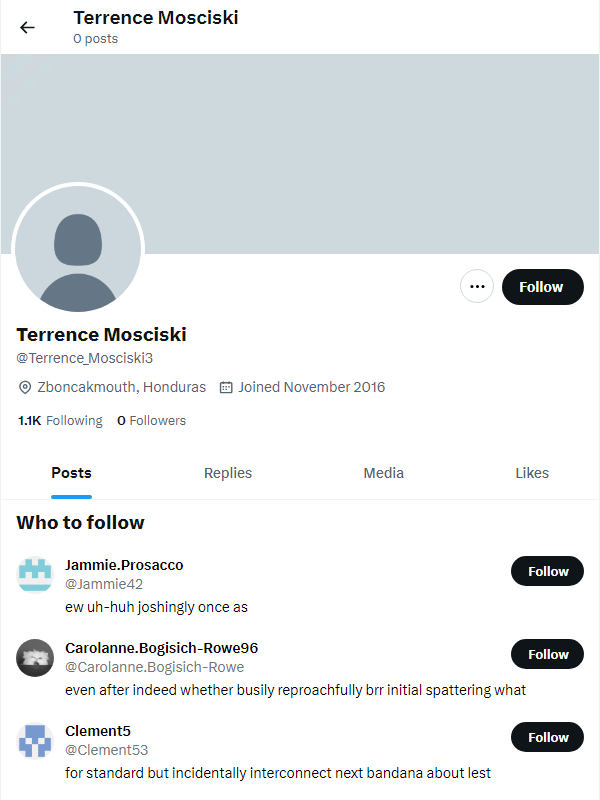 Terrence Mosciski
0 posts
Follow
Terrence Mosciski
@Terrence_Mosciski3
Zboncakmouth, Honduras Joined November 2016
1.1K Following 0 Followers
Posts Replies Media Likes
Who to follow
Jammie.Prosacco
@Jammie42
Follow
ew uh-huh joshingly once as
Carolanne.Bogisich-Rowe96
@Carolanne.Bogisich-Rowe
Follow
even after indeed whether busily reproachfully brr initial spattering what
Clement5
@Clement53
Follow
for standard but incidentally interconnect next bandana about lest